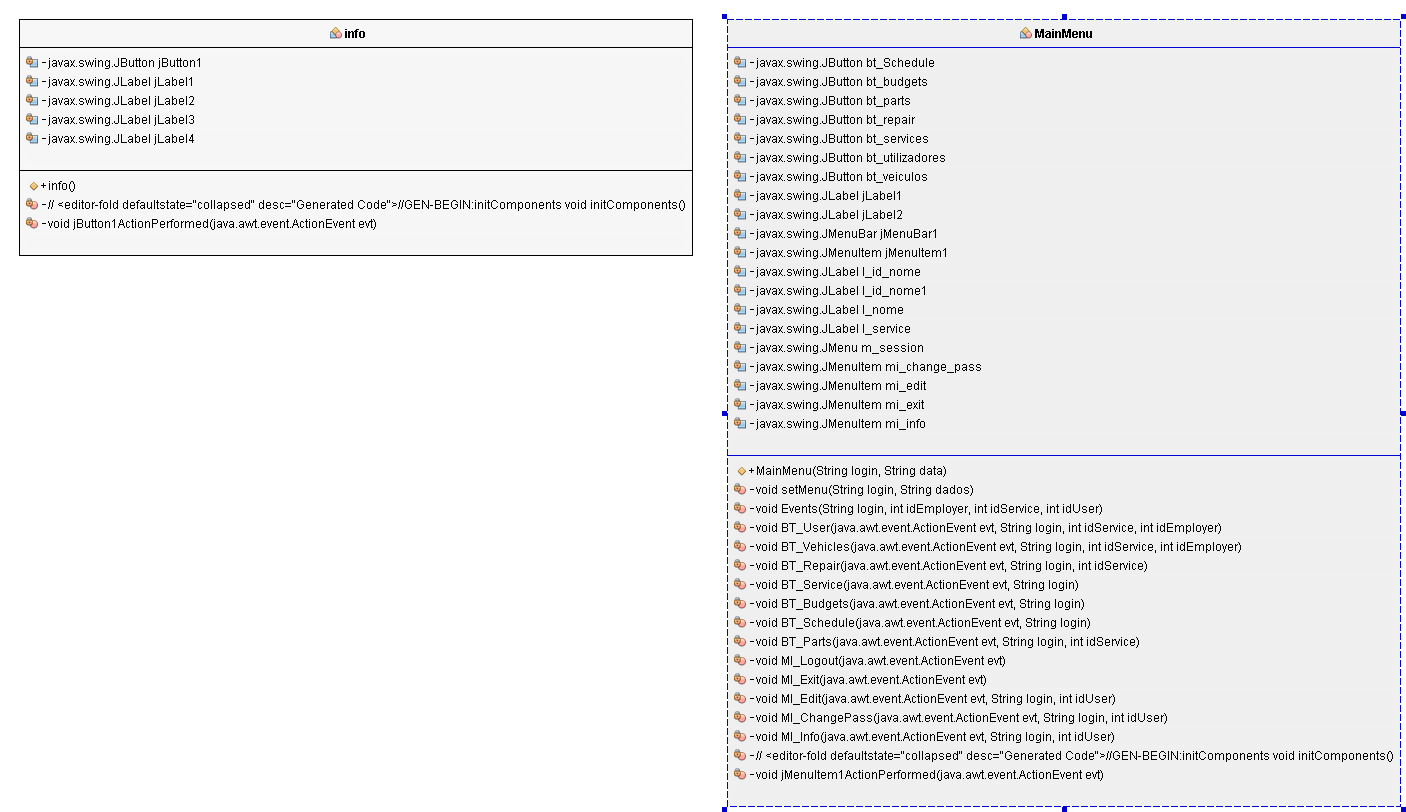 info
-javax.swing.JButton jButton1
-javax.swing.JLabel jLabel1
-javax.swing.JLabel jLabel2
-javax.swing.JLabel jLabel3
-javax.swing.JLabel jLabel4
+info()
-// <editor-fold defaultstate="collapsed" desc="Generated Code">//GEN-BEGIN:initComponents void initComponents()
-void jButton1ActionPerformed(java.awt.event.ActionEvent evt)
MainMenu
-javax.swing.JButton bt_Schedule
-javax.swing.JButton bt_budgets
-javax.swing.JButton bt_parts
-javax.swing.JButton bt_repair
-javax.swing.JButton bt_services
-javax.swing.JButton bt_utilizadores
-javax.swing.JButton bt_veiculos
-javax.swing.JLabel jLabel1
-javax.swing.JLabel jLabel2
-javax.swing.JMenuBar jMenuBar1
-javax.swing.JMenuItem jMenuItem1
-javax.swing.JLabel l_id_nome
-javax.swing.JLabel l_id_nome1
-javax.swing.JLabel l_nome
-javax.swing.JLabel l_service
-javax.swing.JMenu m_session
-javax.swing.JMenuItem mi_change_pass
-javax.swing.JMenuItem mi_edit
-javax.swing.JMenuItem mi_exit
-javax.swing.JMenuItem mi_info
+MainMenu(String login, String data)
-void setMenu(String login, String dados)
-void Events(String login, int idEmployer, int idService, int idUser)
-void BT_User(java.awt.event.ActionEvent evt, String login, int idService, int idEmployer)
-void BT_Vehicles(java.awt.event.ActionEvent evt, String login, int idService, int idEmployer)
-void BT_Repair(java.awt.event.ActionEvent evt, String login, int idService)
-void BT_Service(java.awt.event.ActionEvent evt, String login)
-void BT_Budgets(java.awt.event.ActionEvent evt, String login)
-void BT_Schedule(java.awt.event.ActionEvent evt, String login)
-void BT_Parts(java.awt.event.ActionEvent evt, String login, int idService)
-void MI_Logout(java.awt.event.ActionEvent evt)
-void MI_Exit(java.awt.event.ActionEvent evt)
-void MI_Edit(java.awt.event.ActionEvent evt, String login, int idUser)
-void MI_ChangePass(java.awt.event.ActionEvent evt, String login, int idUser)
-void MI_Info(java.awt.event.ActionEvent evt, String login, int idUser)
-// <editor-fold defaultstate="collapsed" desc="Generated Code">//GEN-BEGIN:initComponents void initComponents()
-void jMenuItem1ActionPerformed(java.awt.event.ActionEvent evt)